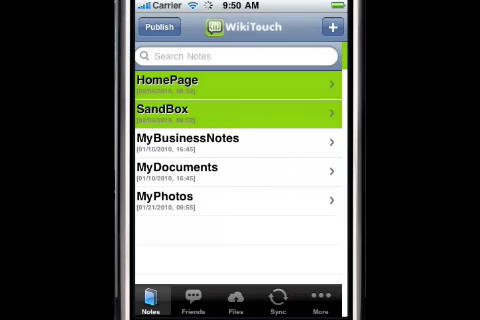 Carrier 9:50 AM
Publish WikiTouch +
Search Notes
HomePage
SandBox
MyBusinessNotes
[01/10/2010, 16:45]
MyDocuments
[01/10/2010, 16:45]
MyPhotos
[01/21/2010, 09:55]
Notes Friends Files Sync More